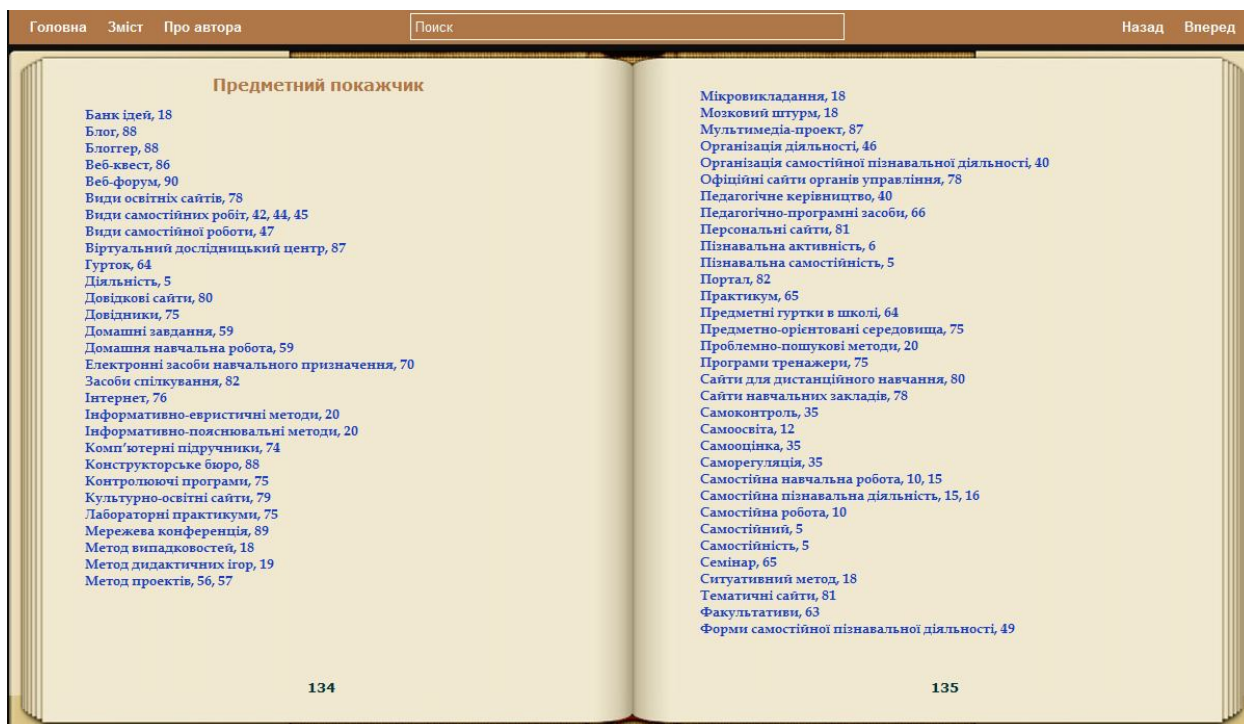 Головна Зміст Про автора Поиск Назад Вперед
Предметний покажчик
Банк ідей, 18
Блог, 88
Блоггер, 88
Веб-квест, 86
Веб-форум, 90
Види освітніх сайтів, 78
Види самостійних робіт, 42, 44, 45
Види самостійної роботи, 47
Віртуальний дослідницький центр, 87
Гурток, 64
Діяльність, 5
Довідкові сайти, 80
Довідники, 75
Домашні завдання, 59
Домашня навчальна робота, 59
Електронні засоби навчального призначення, 70
Засоби спілкування, 82
Інтернет, 76
Інформативно-евристичні методи, 20
Інформативно-пояснювальні методи, 20
Комп’ютерні підручники, 74
Конструкторське бюро, 88
Контролюючі програми, 75
Культурно-освітні сайти, 79
Лабораторні практикуми, 75
Мережева конференція, 89
Метод випадковостей, 18
Метод дидактичних ігор, 19
Метод проектів, 56, 57
134
Мікровикладання, 18
Мозковий штурм, 18
Мультимедіа-проект, 87
Організація діяльності, 46
Організація самостійної пізнавальної діяльності, 40
Офіційні сайти органів управління, 78
Педагогічне керівництво, 40
Педагогічно-програмні засоби, 66
Персональні сайти, 81
Пізнавальна активність, 6
Пізнавальна самостійність, 5
Портал, 82
Практикум, 65
Предметні гуртки в школі, 64
Предметно-орієнтовані середовища, 75
Проблемно-пошукові методи, 20
Програми тренажери, 75
Сайти для дистанційного навчання, 80
Сайти навчальних закладів, 78
Самоконтроль, 35
Самоосвіта, 12
Самооцінка, 35
Саморегуляція, 35
Самостійна навчальна робота, 10, 15
Самостійна пізнавальна діяльність, 15, 16
Самостійна робота, 10
Самостійний, 5
Самостійність, 5
Семінар, 65
Ситуативний метод, 18
Тематичні сайти, 81
Факультативи, 63
Форми самостійної пізнавальної діяльності, 49
135